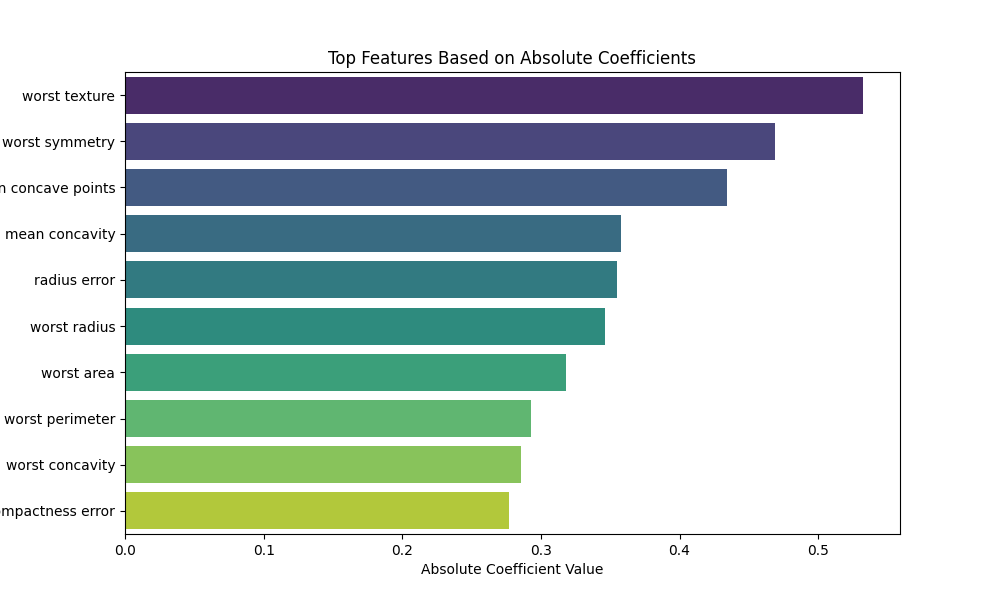 Top Features Based on Absolute Coefficients
worst texture
worst symmetry
n concave points
mean concavity
radius error
worst radius
worst area
worst perimeter
worst concavity
mpactness error
0.0 0.1 0.2 0.3 0.4 0.5
Absolute Coefficient Value